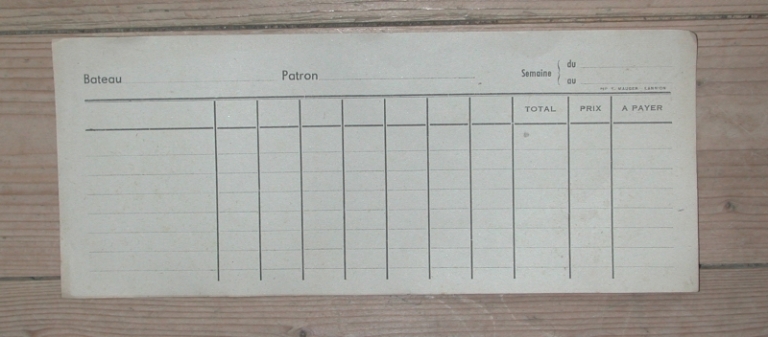 Bateau Patron Semaine du
au
TOTAL PRIX A PAYER